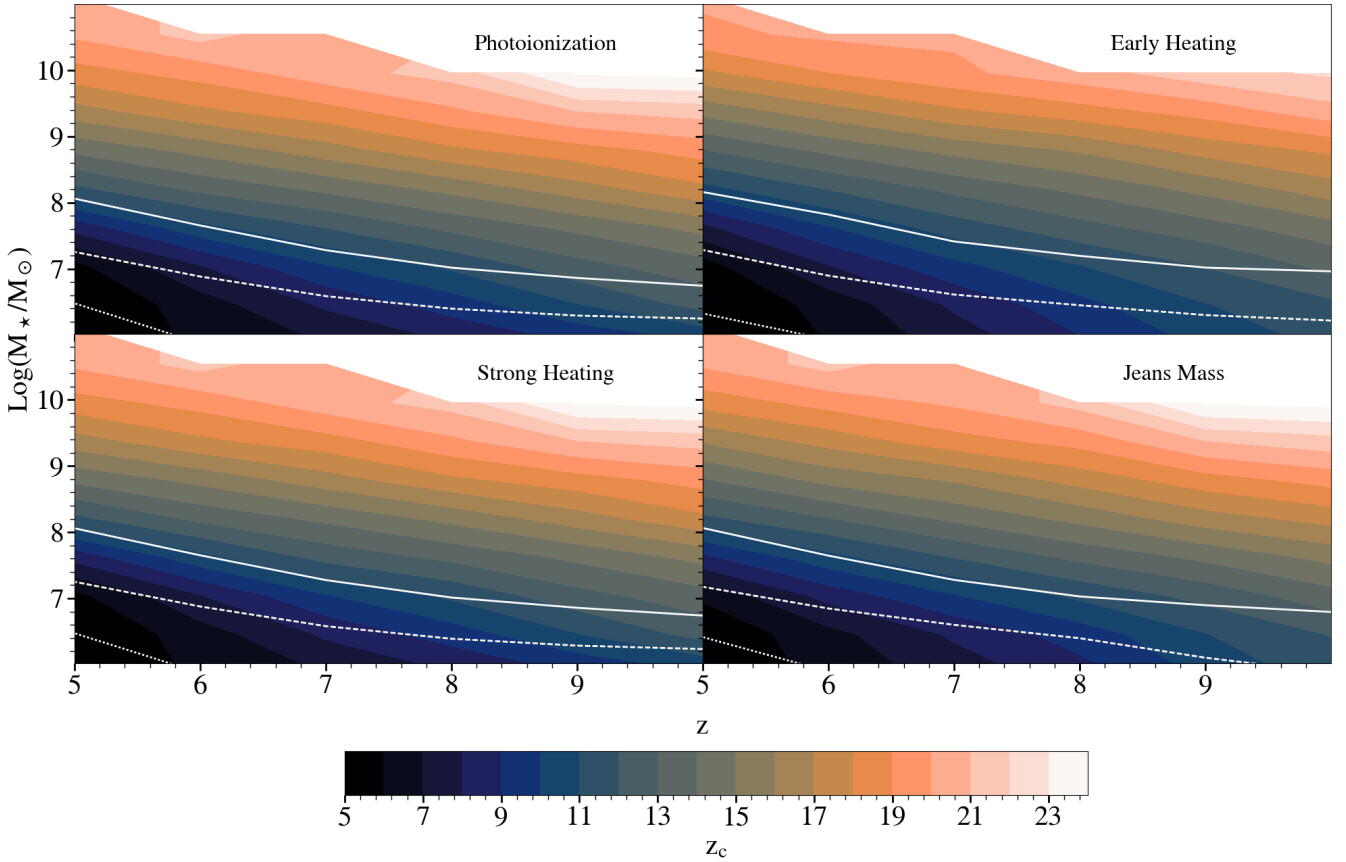 Photoionization
Early Heating
10
9
8
7
Strong Heating
Jeans Mass
10
9
8
7
Log(M⋆/M⊙)
5 6 7 8 9 5 6 7 8 9
z
5 7 9 11 13 15 17 19 21 23
z_c